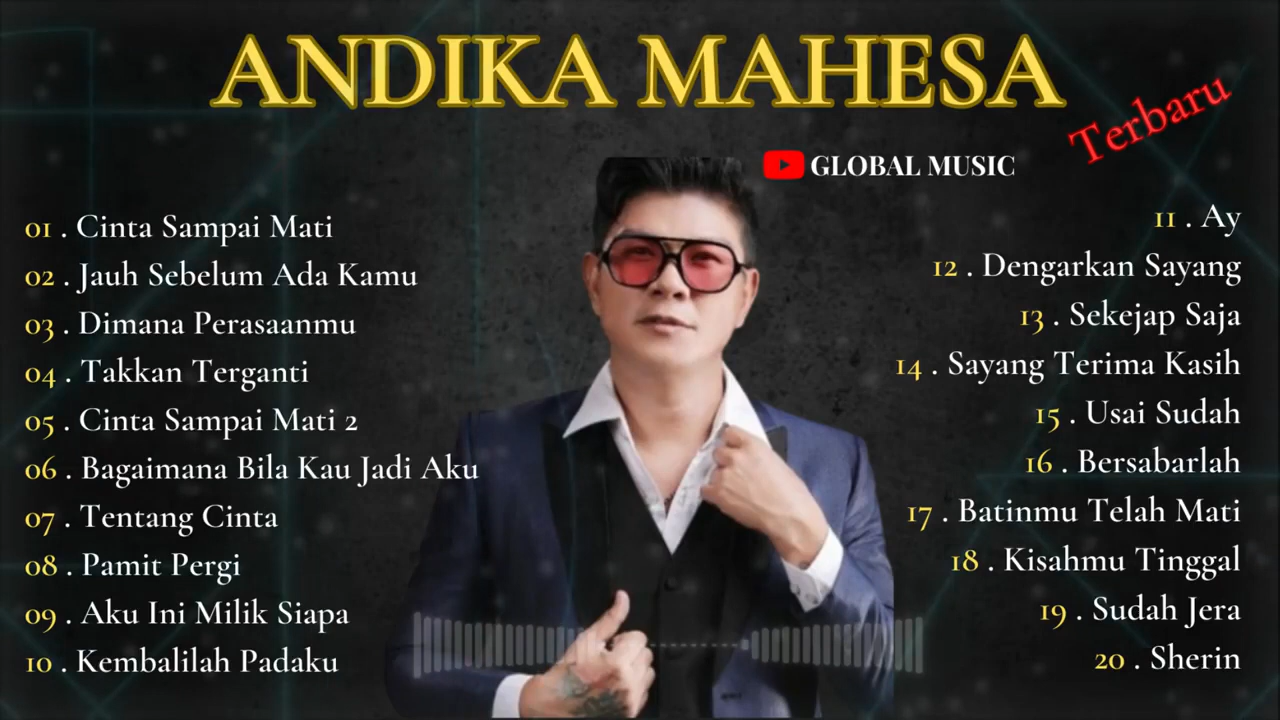 ANDIKA MAHESA
Terbaru
GLOBAL MUSIC
01 . Cinta Sampai Mati
02 . Jauh Sebelum Ada Kamu
03 . Dimana Perasaanmu
04 . Takkan Terganti
05 . Cinta Sampai Mati 2
06 . Bagaimana Bila Kau Jadi Aku
07 . Tentang Cinta
08 . Pamit Pergi
09 . Aku Ini Milik Siapa
10 . Kembalilah Padaku
11 . Ay
12 . Dengarkan Sayang
13 . Sekejap Saja
14 . Sayang Terima Kasih
15 . Usai Sudah
16 . Bersabarlah
17 . Batinmu Telah Mati
18 . Kisahmu Tinggal
19 . Sudah Jera
20 . Sherin